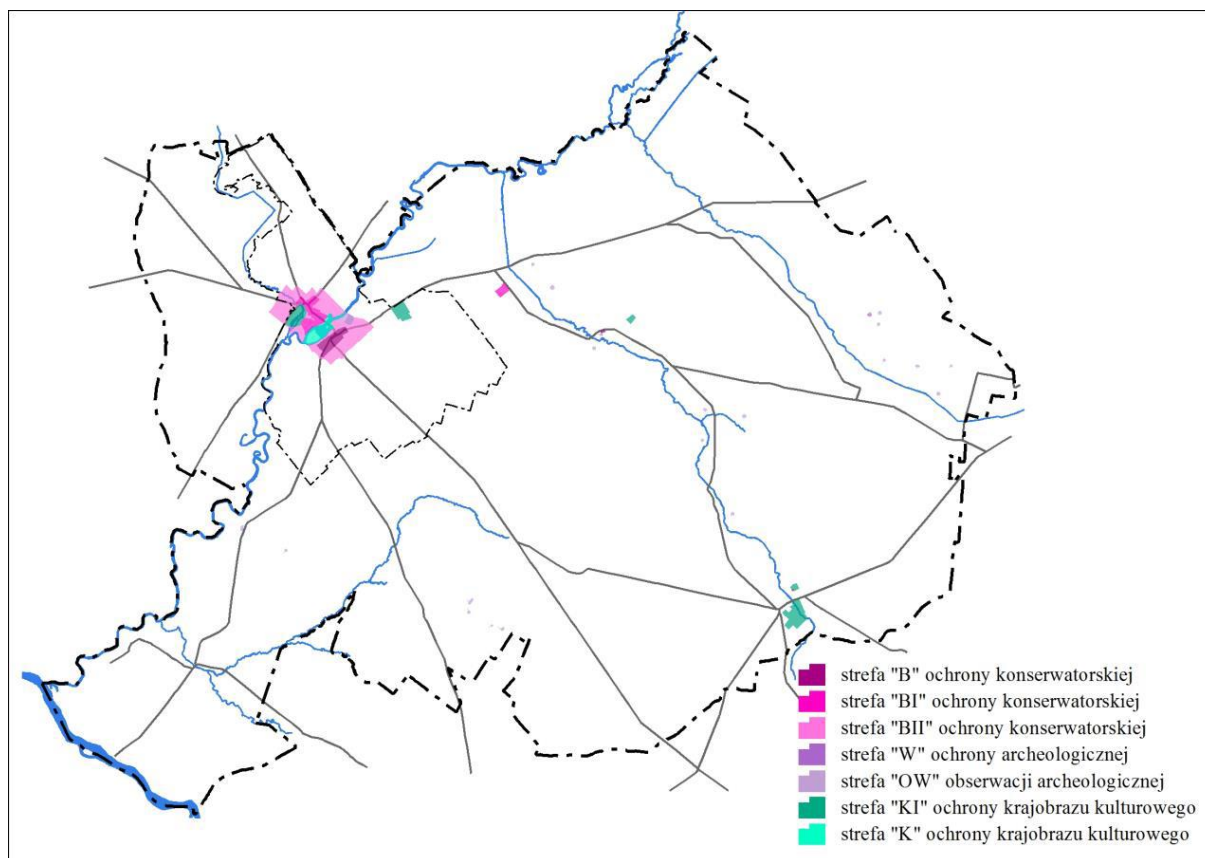 strefa "B" ochrony konserwatorskiej
strefa "BI" ochrony konserwatorskiej
strefa "BII" ochrony konserwatorskiej
strefa "W" ochrony archeologicznej
strefa "OW" obserwacji archeologicznej
strefa "KI" ochrony krajobrazu kulturowego
strefa "K" ochrony krajobrazu kulturowego